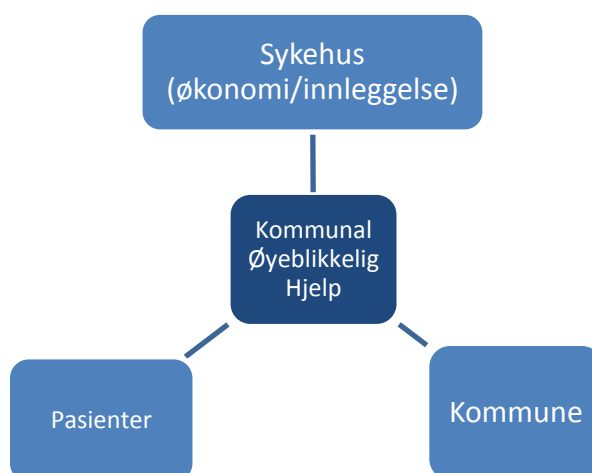 Sykehus
(økonomi/innleggelse)
Kommunal
Øyeblikkelig
Hjelp
Pasienter
Kommune